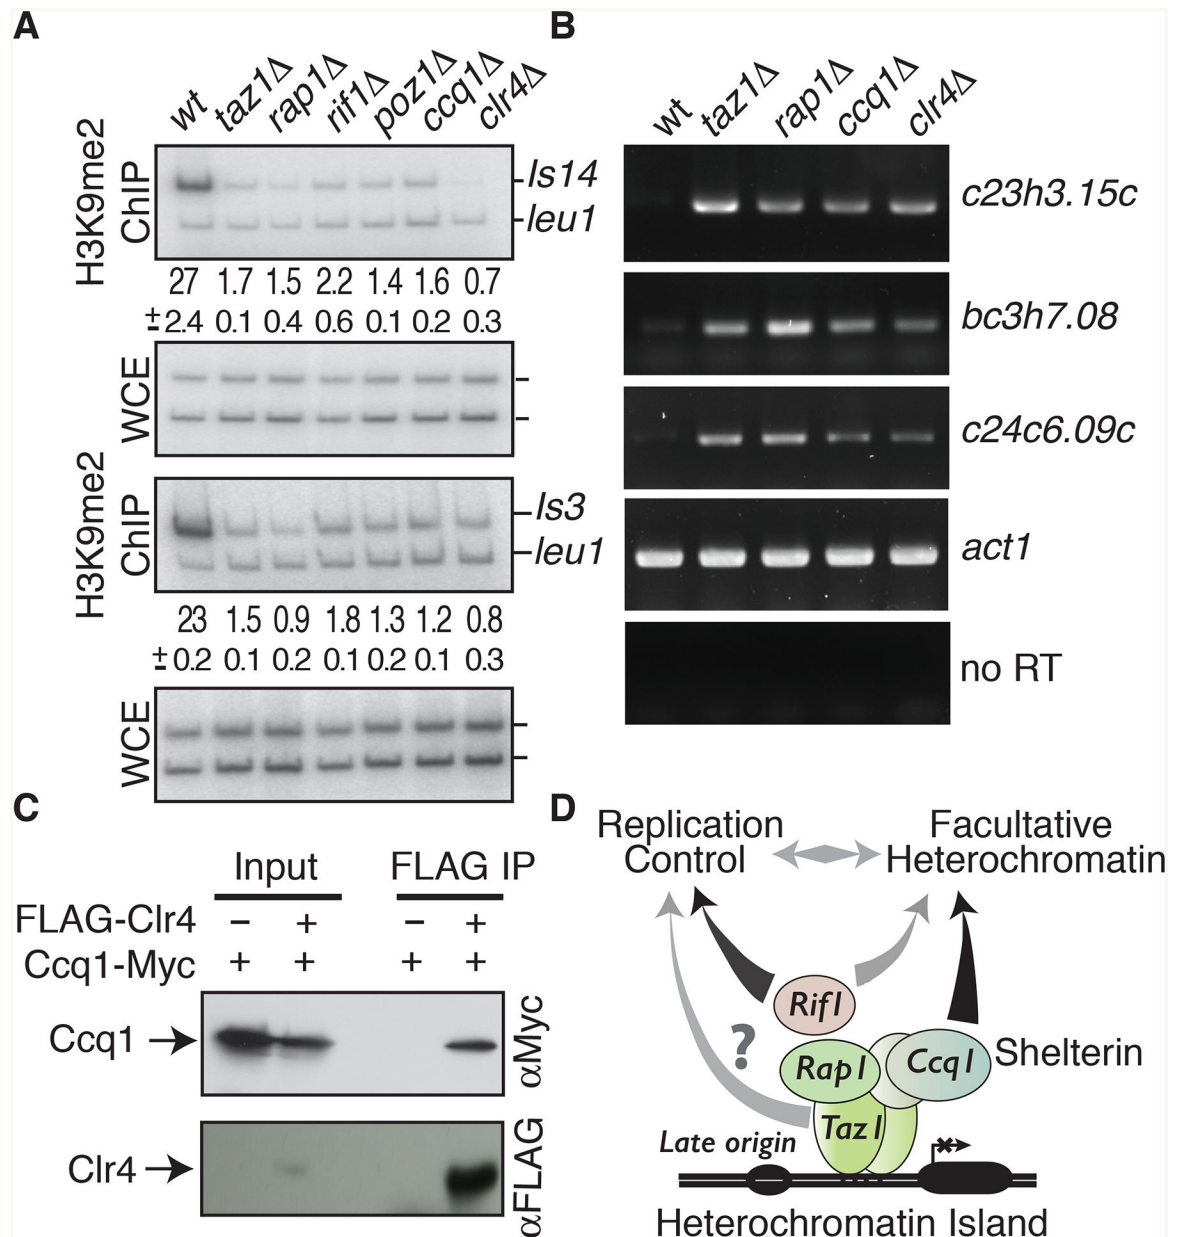 A
wt taz1Δ rap1Δ rif1Δ poz1Δ ccq1Δ clr4Δ
H3K9me2
ChIP
Is14
leu1
27 1.7 1.5 2.2 1.4 1.6 0.7
±2.4 0.1 0.4 0.6 0.1 0.2 0.3
WCE
H3K9me2
ChIP
Is3
leu1
23 1.5 0.9 1.8 1.3 1.2 0.8
±0.2 0.1 0.2 0.1 0.2 0.1 0.3
WCE
B
wt taz1Δ rap1Δ ccq1Δ clr4Δ
c23h3.15c
bc3h7.08
c24c6.09c
act1
no RT
C
Input FLAG IP
FLAG-Clr4 − + − +
Ccq1-Myc + + + +
Ccq1
αMyc
Clr4
αFLAG
D
Replication
Control
Facultative
Heterochromatin
Rif1
?
Rap1
Ccq1
Shelterin
Taz1
Late origin
Heterochromatin Island